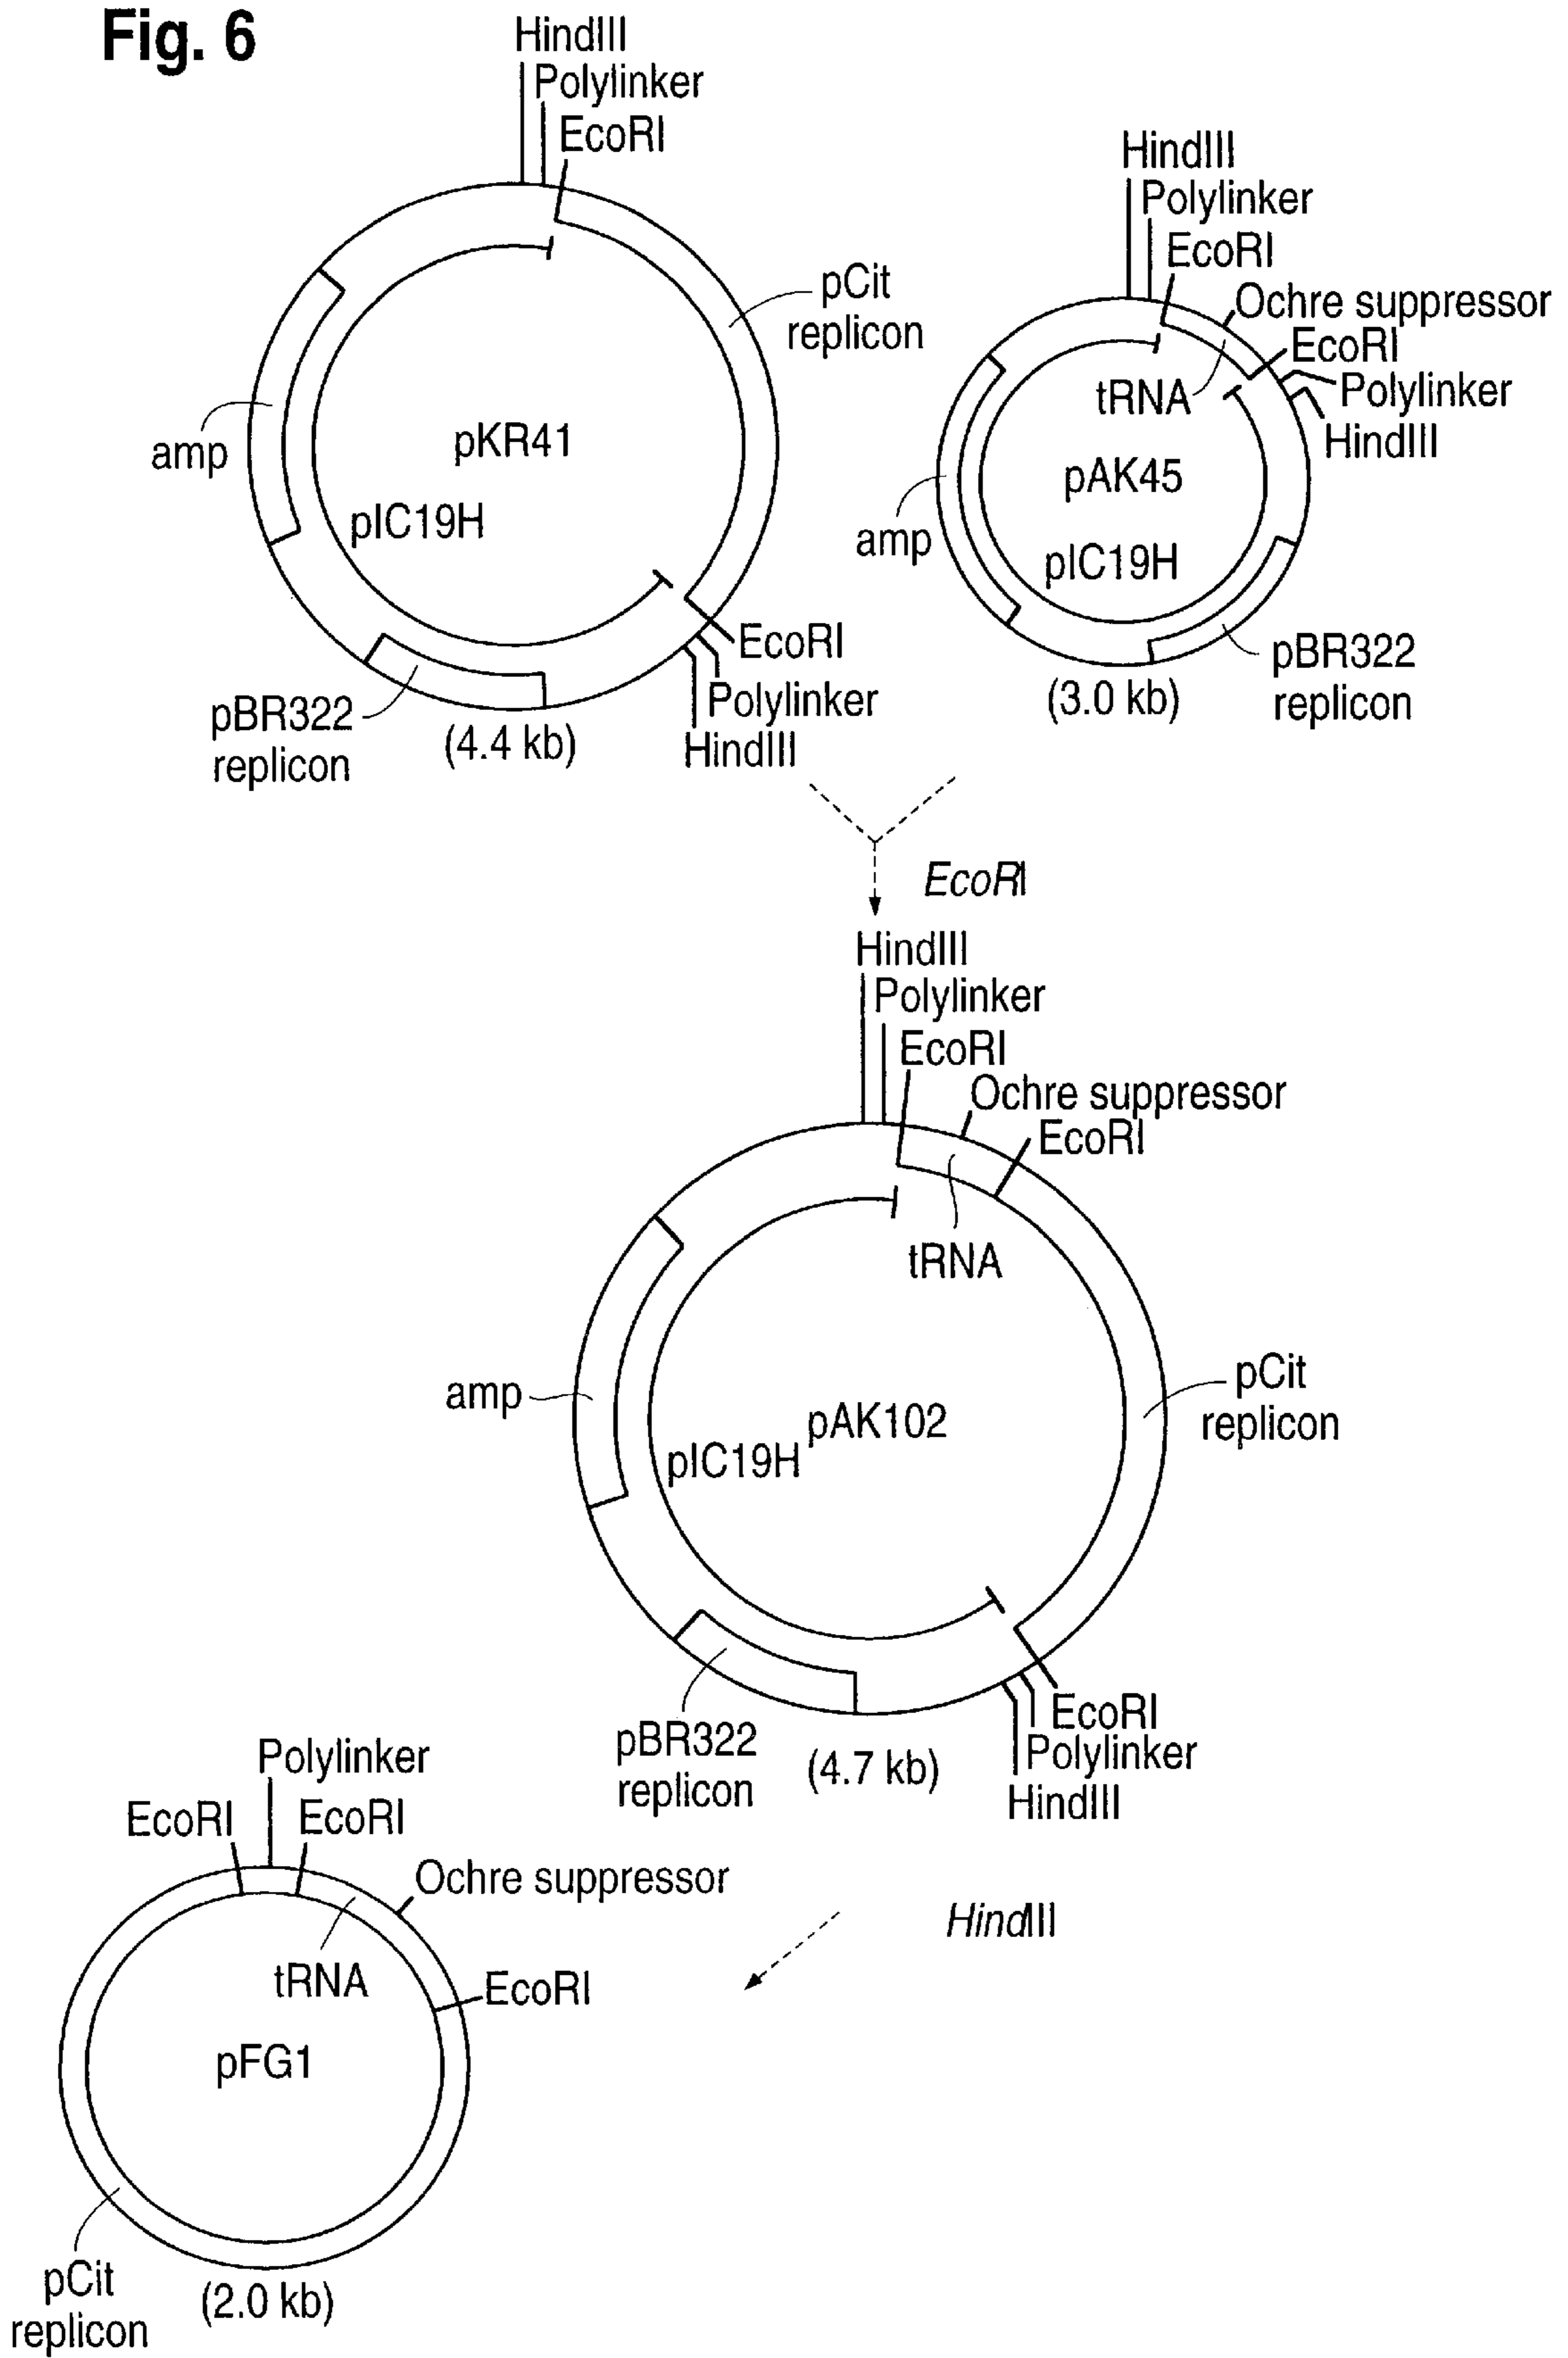 Fig. 6
HindIII
Polylinker
EcoRI
pCit
replicon
amp
pKR41
pIC19H
EcoRI
Polylinker
HindIII
pBR322
replicon
(4.4 kb)
HindIII
Polylinker
EcoRI
Ochre suppressor
EcoRI
Polylinker
HindIII
tRNA
pAK45
amp
pIC19H
pBR322
replicon
(3.0 kb)
EcoRI
HindIII
Polylinker
EcoRI
Ochre suppressor
EcoRI
tRNA
pCit
replicon
amp
pAK102
pIC19H
EcoRI
Polylinker
HindIII
pBR322
replicon
(4.7 kb)
HindIII
Polylinker
EcoRI
EcoRI
Ochre suppressor
tRNA
EcoRI
pFG1
pCit
replicon
(2.0 kb)